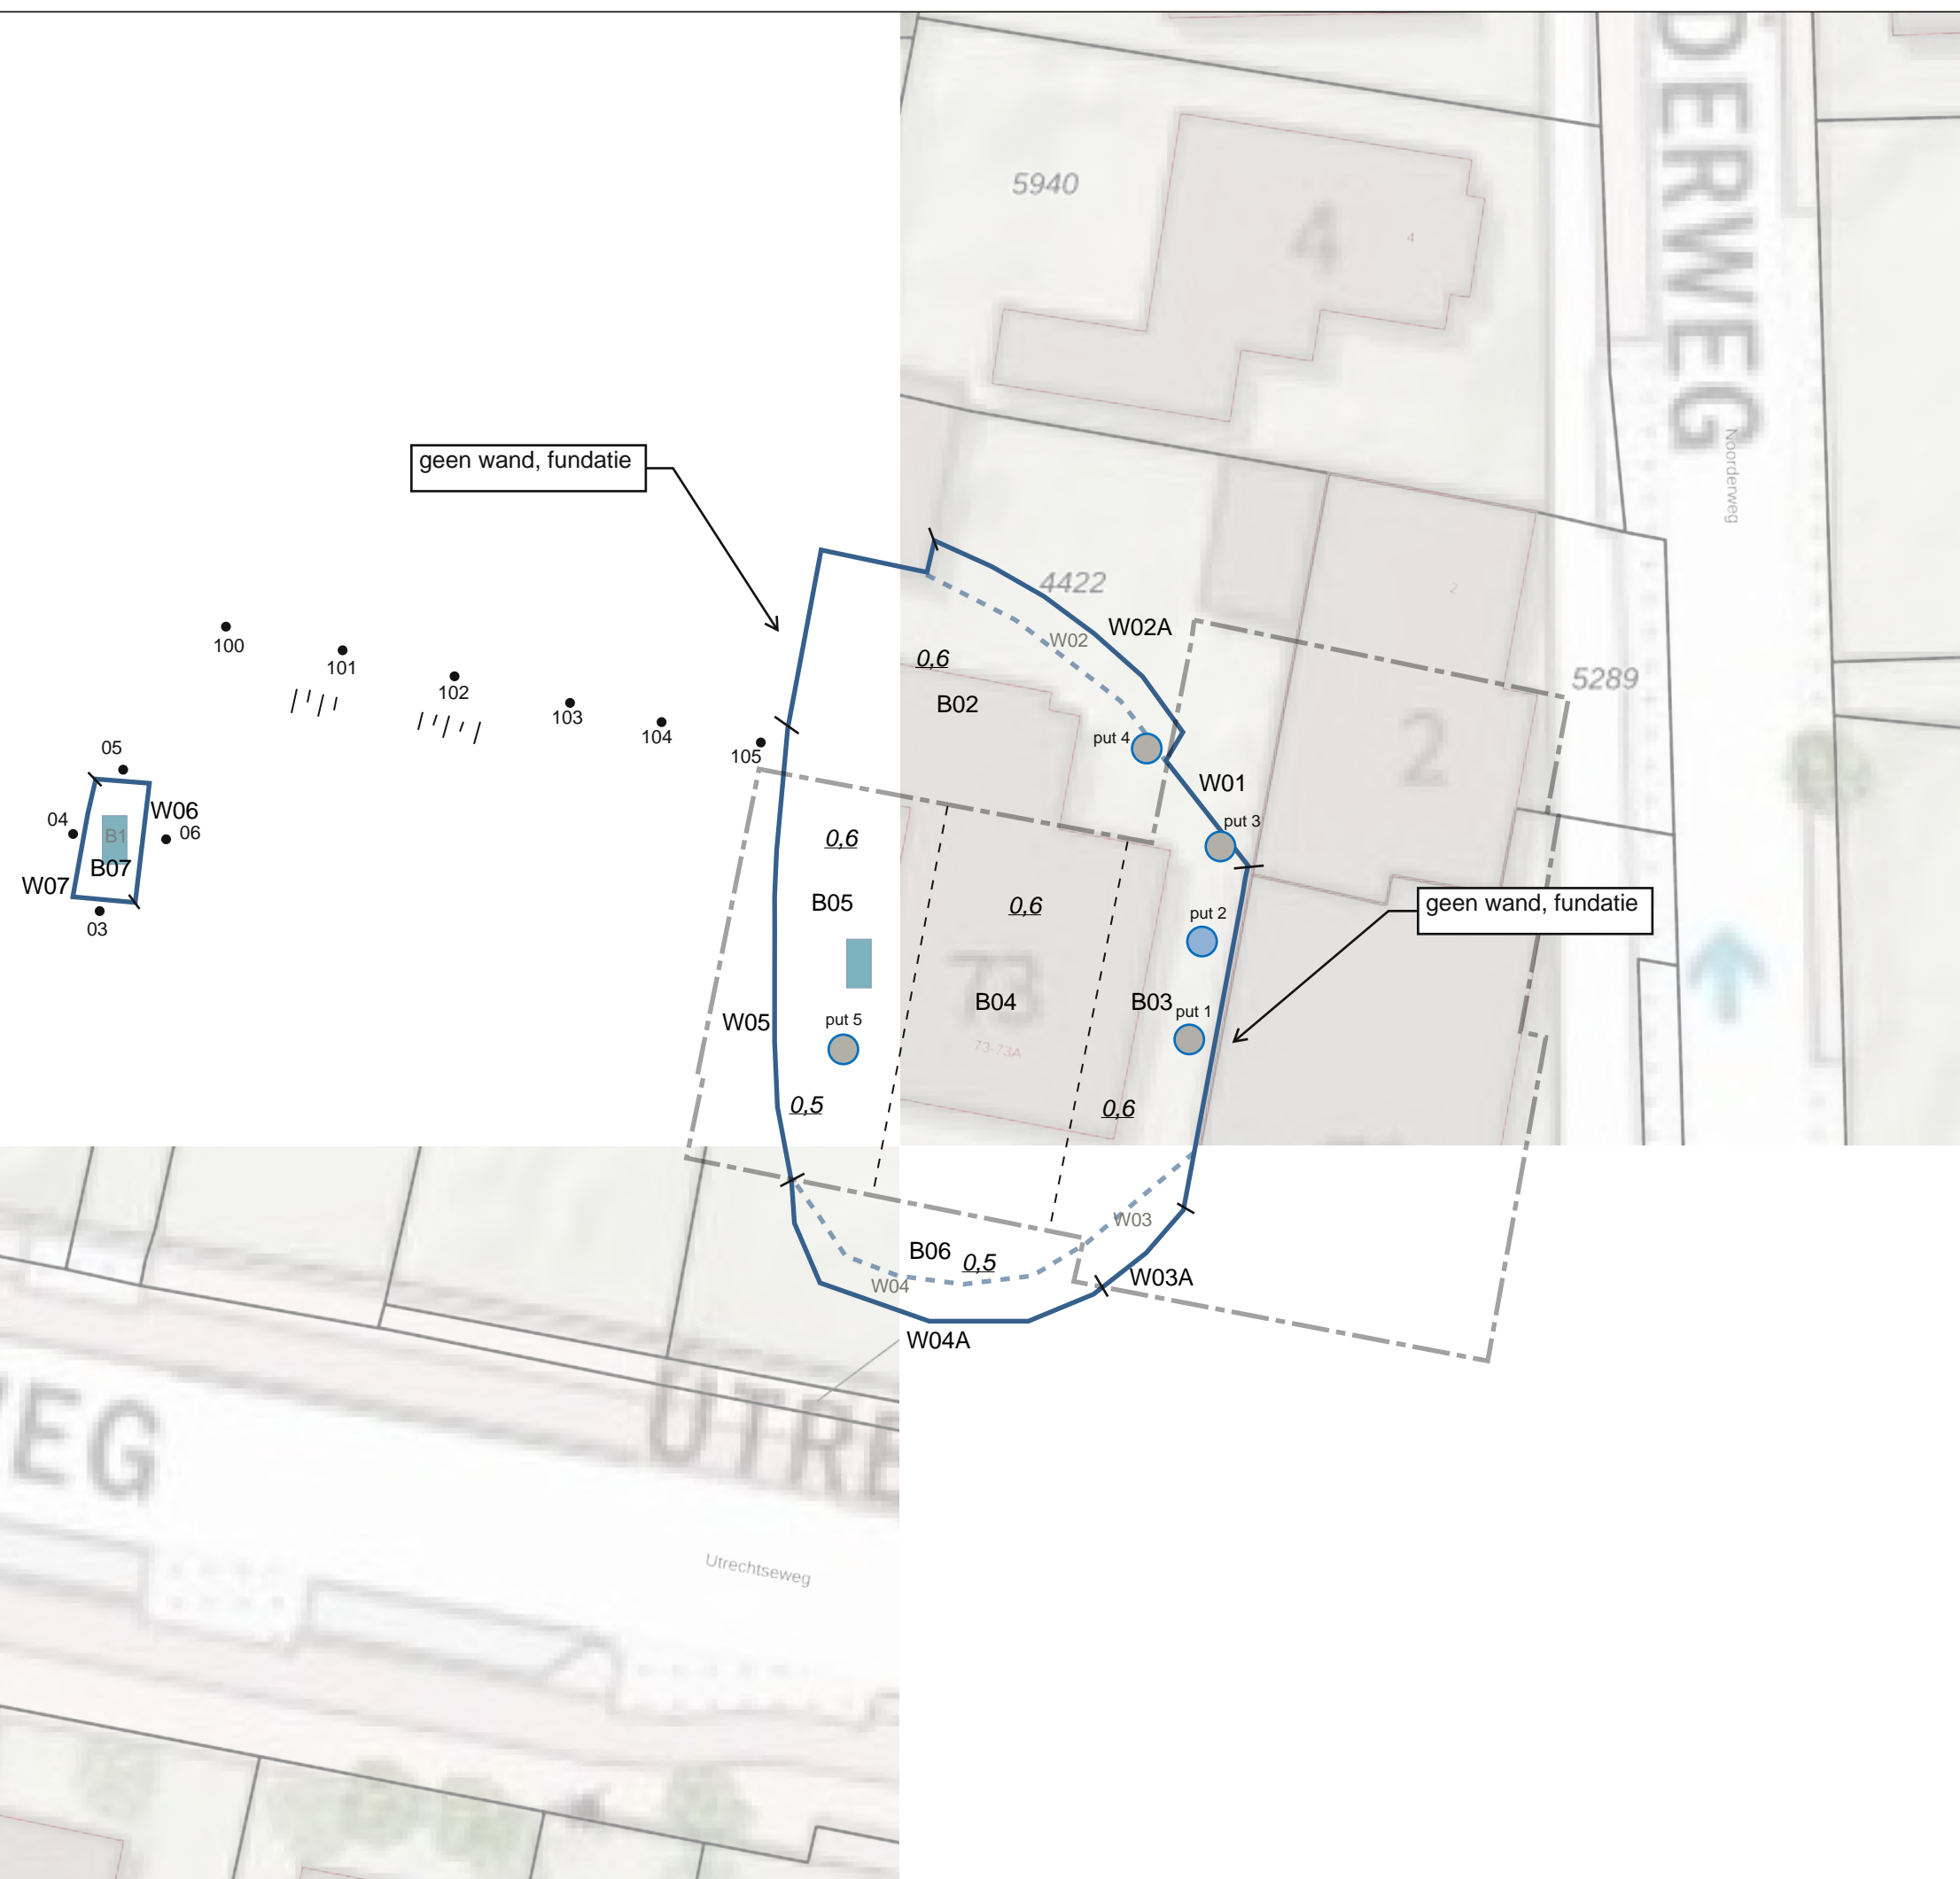 DERWEG
5940
4
4
Noorderweg
geen wand, fundatie
4422
2
W02A
W02
100
101
0,6
5289
102
B02
103
104
put 4
105
2
05
W01
W06
04
06
put 3
B1
0,6
B07
W07
B05
0,6
geen wand, fundatie
put 2
03
73
B04
B03
put 1
W05
put 5
73-73A
0,5
0,6
W03
B06
0,5
W04
W03A
W04A
EG
UTRE
Utrechtseweg